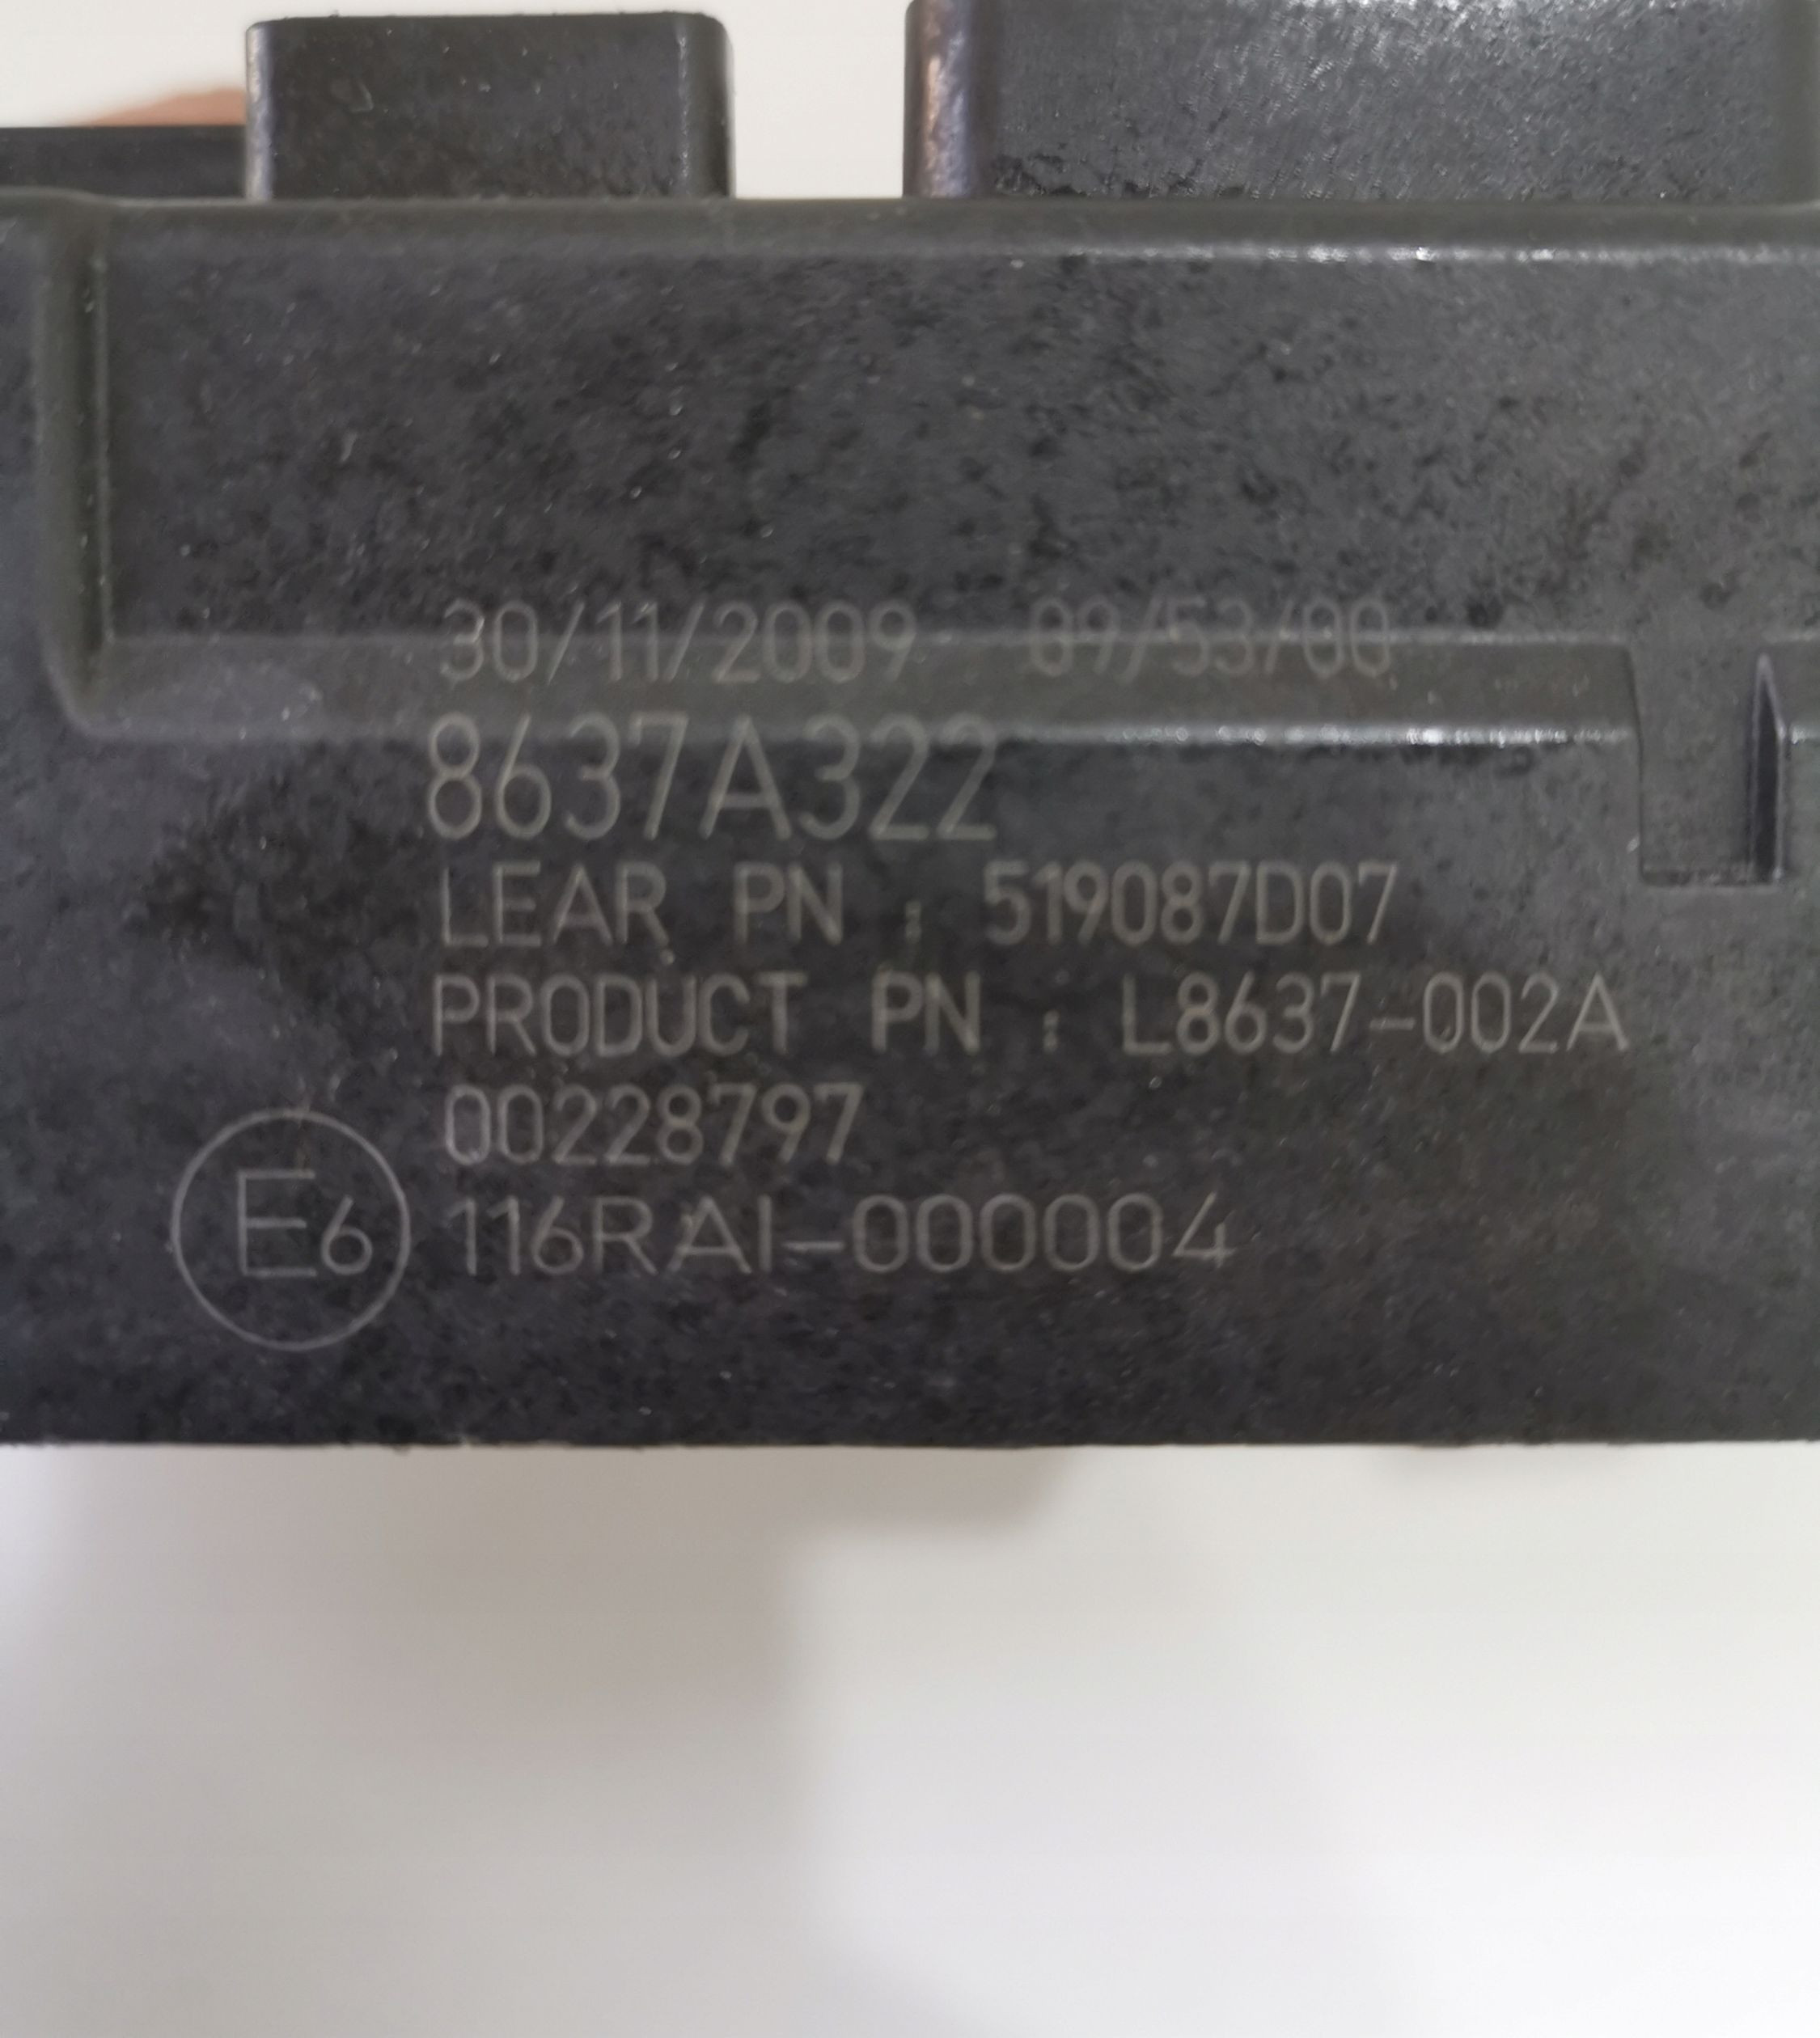 30/11/2009 09/53/00
8637A322
LEAR PN : 519087D07
PRODUCT PN : L8637-002A
00228797
E6 116RAI-000004